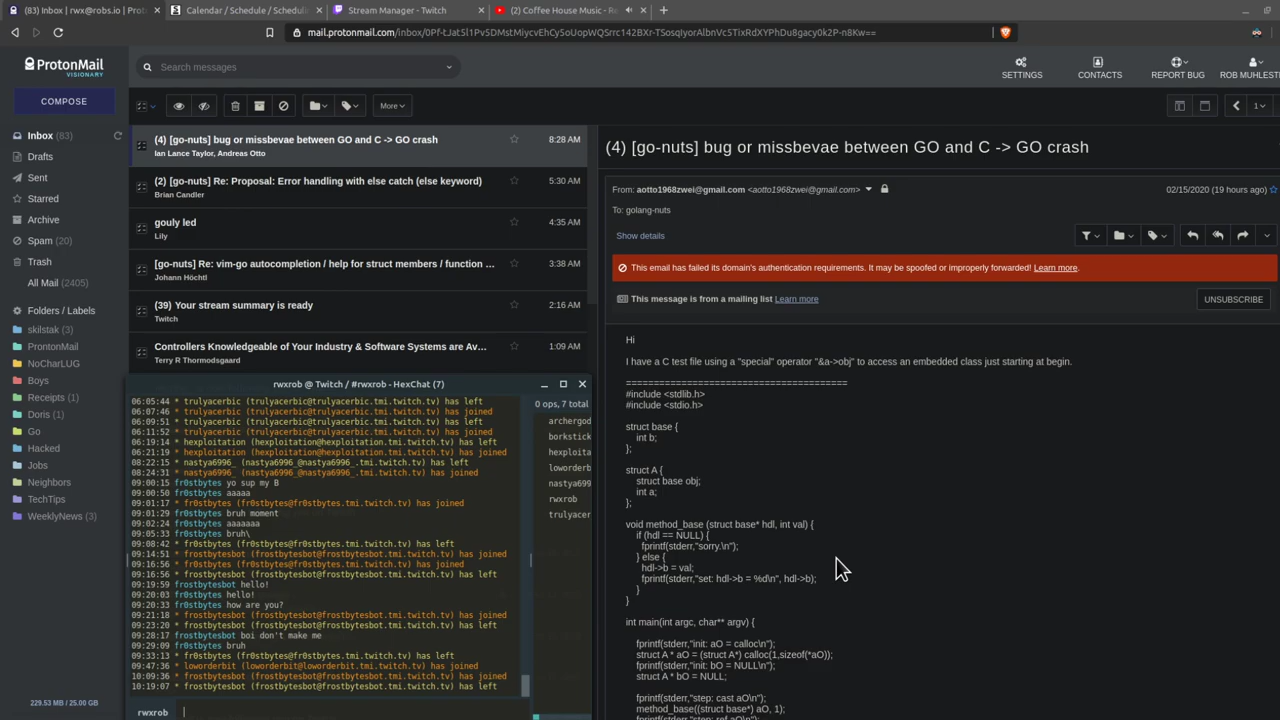 (83) Inbox | rwx@robs.io | P
Calendar / Schedule / Scheduli
Stream Manager - Twitch
(2) Coffee House Music - Re
mail.protonmail.com
ProtonMail
VISIONARY
Search messages
SETTINGS
CONTACTS
REPORT BUG
ROB MUHLEST
COMPOSE
More
1
Inbox (83)
Drafts
Sent
Starred
Archive
Spam (20)
Trash
All Mail (2405)
Folders / Labels
skilstak (3)
ProntonMail
NoCharLUG
Boys
Receipts (1)
Doris (1)
Go
Hacked
Jobs
Neighbors
TechTips
WeeklyNews (3)
229.53 MB / 25.00 GB
(4) [go-nuts] bug or missbevae between GO and C -> GO crash
8:28 AM
Ian Lance Taylor, Andreas Otto
(2) [go-nuts] Re: Proposal: Error handling with else catch (else keyword)
5:30 AM
Brian Candler
gouly led
4:35 AM
Lily
[go-nuts] Re: vim-go autocompletion / help for struct members / function ...
3:38 AM
Johann Höchtl
(39) Your stream summary is ready
2:16 AM
Twitch
Controllers Knowledgeable of Your Industry & Software Systems are Av...
1:09 AM
Terry R Thormodsgaard
rwxrob @ Twitch / #rwxrob - HexChat (7)
06:05:44 * trulyacerbic (trulyacerbic@trulyacerbic.tmi.twitch.tv) has left
06:07:46 * trulyacerbic (trulyacerbic@trulyacerbic.tmi.twitch.tv) has joined
06:09:51 * trulyacerbic (trulyacerbic@trulyacerbic.tmi.twitch.tv) has left
06:11:52 * trulyacerbic (trulyacerbic@trulyacerbic.tmi.twitch.tv) has joined
06:19:14 * hexploitation (hexploitation@hexploitation.tmi.twitch.tv) has left
06:21:19 * hexploitation (hexploitation@hexploitation.tmi.twitch.tv) has joined
08:22:15 * nastya6996_ (nastya6996_@nastya6996_.tmi.twitch.tv) has left
08:24:31 * nastya6996_ (nastya6996_@nastya6996_.tmi.twitch.tv) has joined
09:00:15 fr0stbytes yo sup my B
09:00:50 fr0stbytes aaaaa
09:01:17 * fr0stbytes (fr0stbytes@fr0stbytes.tmi.twitch.tv) has joined
09:01:29 fr0stbytes bruh moment
09:02:24 fr0stbytes aaaaaaa
09:05:33 fr0stbytes bruh\
09:08:42 * fr0stbytes (fr0stbytes@fr0stbytes.tmi.twitch.tv) has joined
09:14:51 * frostbytesbot (frostbytesbot@frostbytesbot.tmi.twitch.tv) has joined
09:16:56 * frostbytesbot (frostbytesbot@frostbytesbot.tmi.twitch.tv) has joined
09:16:56 * frostbytesbot (frostbytesbot@frostbytesbot.tmi.twitch.tv) has left
09:19:59 frostbytesbot hello!
09:20:03 fr0stbytes hello!
09:20:33 fr0stbytes how are you?
09:21:18 * frostbytesbot (frostbytesbot@frostbytesbot.tmi.twitch.tv) has joined
09:23:20 * frostbytesbot (frostbytesbot@frostbytesbot.tmi.twitch.tv) has left
09:28:17 frostbytesbot boi don't make me
09:29:09 fr0stbytes bruh
09:33:13 * fr0stbytes (fr0stbytes@fr0stbytes.tmi.twitch.tv) has left
09:47:36 * loworderbit (loworderbit@loworderbit.tmi.twitch.tv) has joined
10:09:36 * frostbytesbot (frostbytesbot@frostbytesbot.tmi.twitch.tv) has joined
10:19:07 * frostbytesbot (frostbytesbot@frostbytesbot.tmi.twitch.tv) has left
rwxrob
0 ops, 7 total
archergod
borkstick
hexploita
loworderb
nastya699
rwxrob
trulyacer
(4) [go-nuts] bug or missbevae between GO and C -> GO crash
From: aotto1968zwei@gmail.com <aotto1968zwei@gmail.com>
02/15/2020 (19 hours ago)
To: golang-nuts
Show details
This email has failed its domain's authentication requirements. It may be spoofed or improperly forwarded! Learn more.
This message is from a mailing list Learn more
UNSUBSCRIBE
Hi
I have a C test file using a "special" operator "&a->obj" to access an embedded class just starting at begin.
========================================
#include <stdlib.h>
#include <stdio.h>
struct base {
int b;
};
struct A {
struct base obj;
int a;
};
void method_base (struct base* hdl, int val) {
if (hdl == NULL) {
fprintf(stderr,"sorry.\n");
} else {
hdl->b = val;
fprintf(stderr,"set: hdl->b = %d\n", hdl->b);
}
}
int main(int argc, char** argv) {
fprintf(stderr,"init: aO = calloc\n");
struct A * aO = (struct A*) calloc(1,sizeof(*aO));
fprintf(stderr,"init: bO = NULL\n");
struct A * bO = NULL;
fprintf(stderr,"step: cast aO\n");
method_base((struct base*) aO, 1);
fprintf(stderr,"step: ref aO\n");